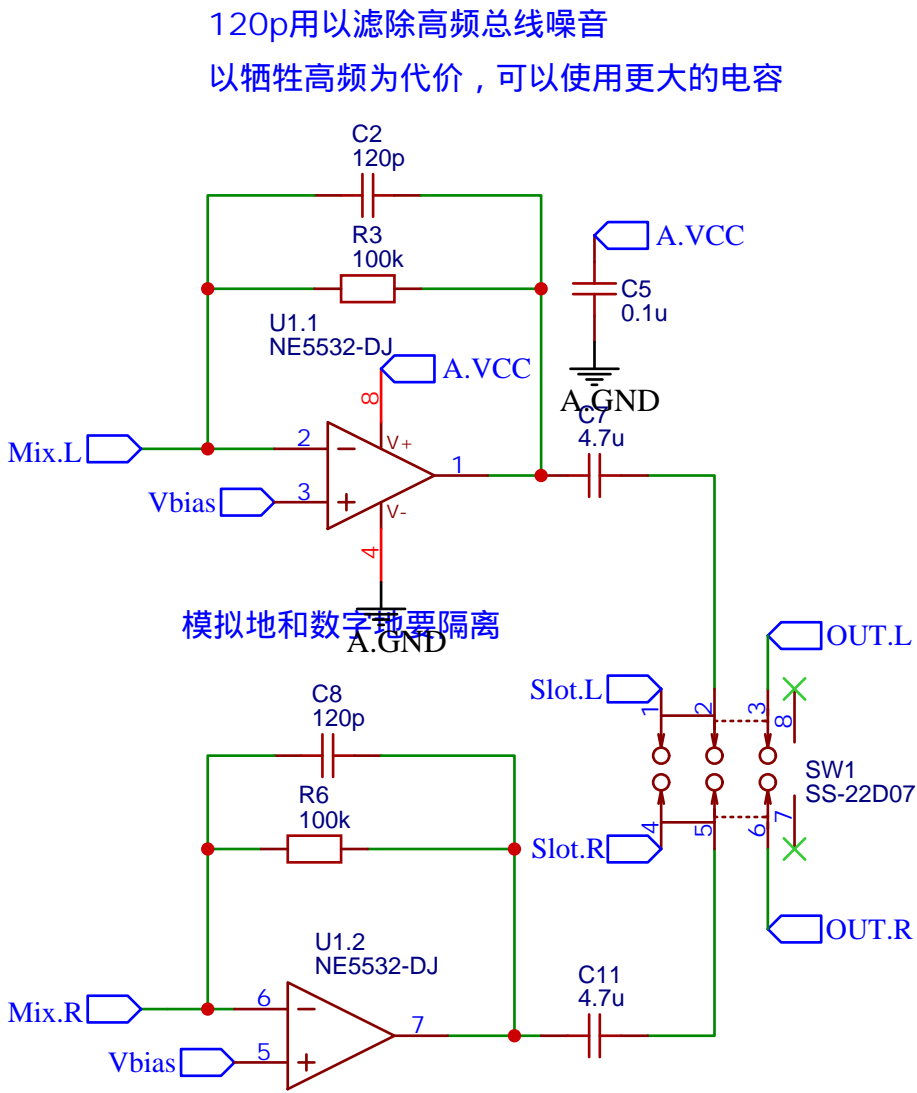 120p用以滤除高频总线噪音
以牺牲高频为代价，可以使用更大的电容
C2
120p
R3
100k
A.VCC
C5
0.1u
A.GND
U1.1
NE5532-DJ
A.VCC
8
V+
C7
4.7u
Mix.L
2
1
Vbias
3
V-
4
A.GND
模拟地和数字地要隔离
OUT.L
Slot.L
1
2
3
8
C8
120p
SW1
SS-22D07
R6
100k
Slot.R
4
5
6
7
OUT.R
U1.2
NE5532-DJ
C11
4.7u
Mix.R
6
7
Vbias
5